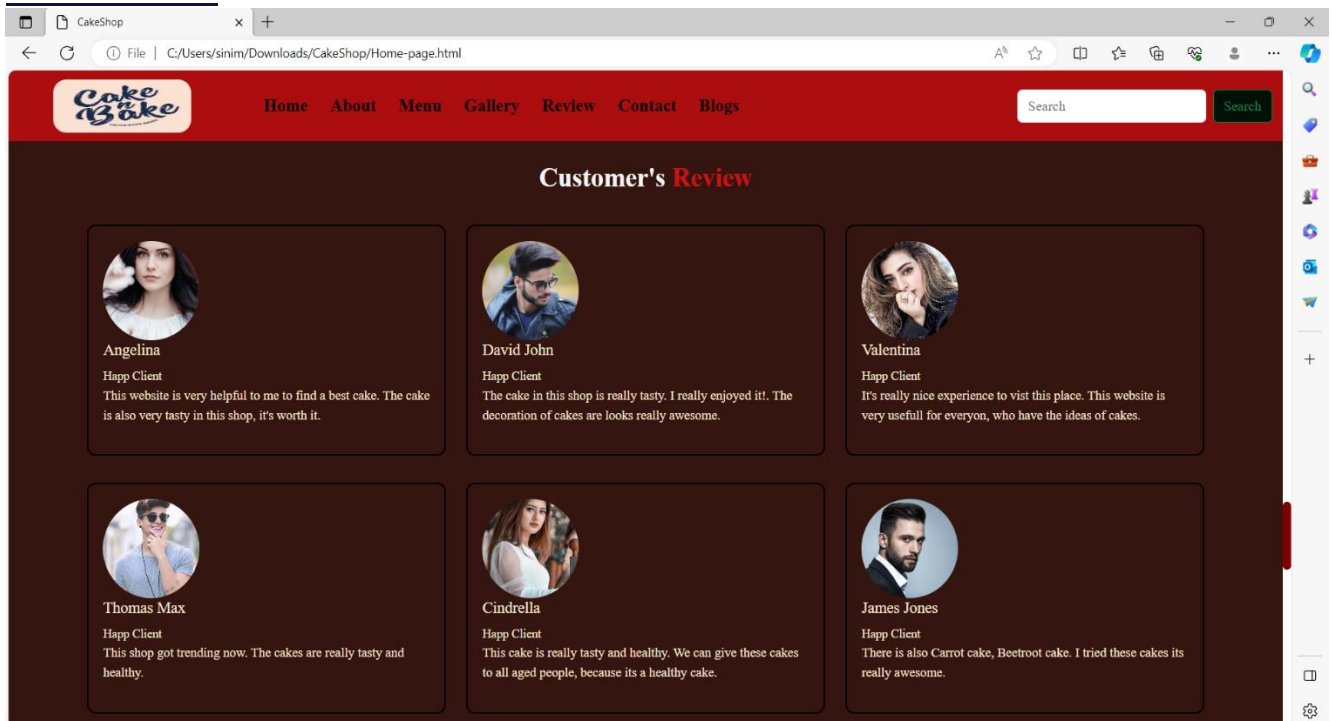 CakeShop
File | C:/Users/sinim/Downloads/CakeShop/Home-page.html
Cake
n
Bake
Home About Menu Gallery Review Contact Blogs
Search
Search
Customer's Review
Angelina
Happ Client
This website is very helpful to me to find a best cake. The cake
is also very tasty in this shop, it's worth it.
David John
Happ Client
The cake in this shop is really tasty. I really enjoyed it!. The
decoration of cakes are looks really awesome.
Valentina
Happ Client
It's really nice experience to vist this place. This website is
very usefull for everyon, who have the ideas of cakes.
Thomas Max
Happ Client
This shop got trending now. The cakes are really tasty and
healthy.
Cindrella
Happ Client
This cake is really tasty and healthy. We can give these cakes
to all aged people, because its a healthy cake.
James Jones
Happ Client
There is also Carrot cake, Beetroot cake. I tried these cakes its
really awesome.